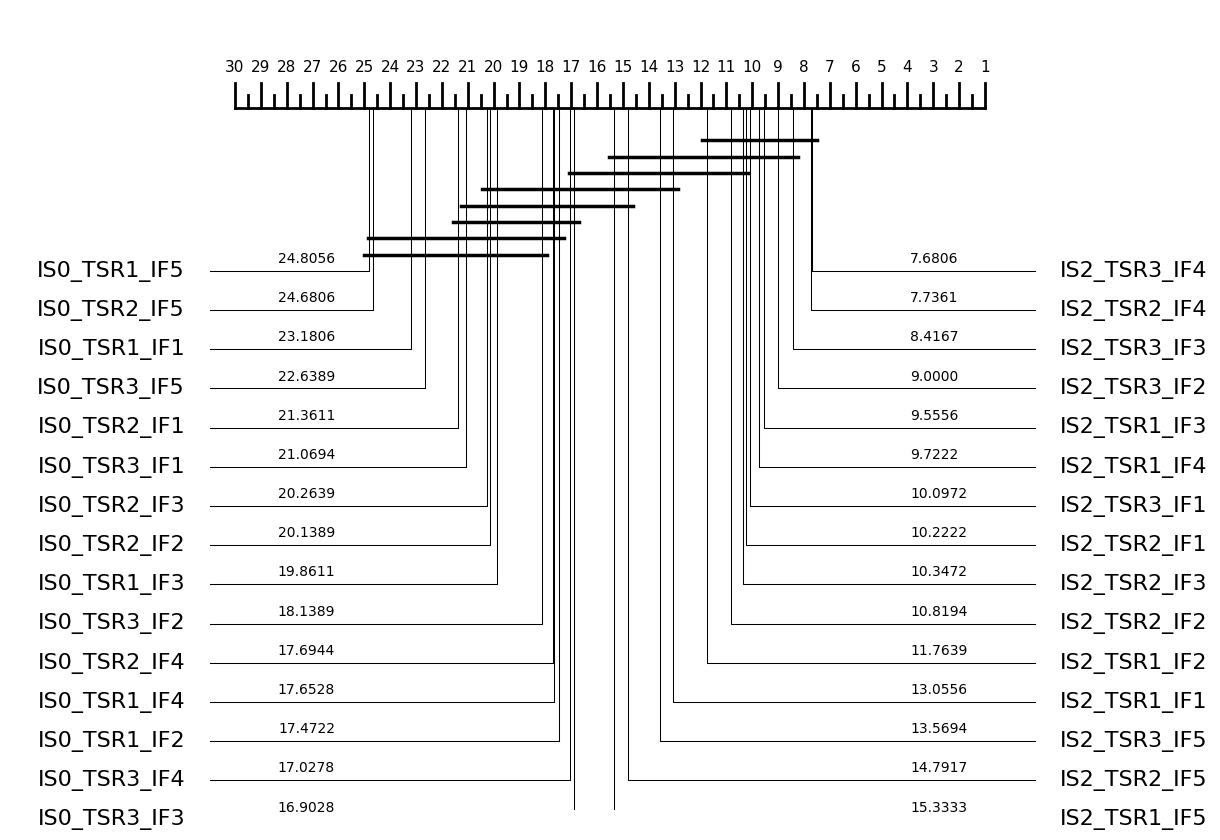 30 29 28 27 26 25 24 23 22 21 20 19 18 17 16 15 14 13 12 11 10 9 8 7 6 5 4 3 2 1
IS0_TSR1_IF5 24.8056 7.6806 IS2_TSR3_IF4
IS0_TSR2_IF5 24.6806 7.7361 IS2_TSR2_IF4
IS0_TSR1_IF1 23.1806 8.4167 IS2_TSR3_IF3
IS0_TSR3_IF5 22.6389 9.0000 IS2_TSR3_IF2
IS0_TSR2_IF1 21.3611 9.5556 IS2_TSR1_IF3
IS0_TSR3_IF1 21.0694 9.7222 IS2_TSR1_IF4
IS0_TSR2_IF3 20.2639 10.0972 IS2_TSR3_IF1
IS0_TSR2_IF2 20.1389 10.2222 IS2_TSR2_IF1
IS0_TSR1_IF3 19.8611 10.3472 IS2_TSR2_IF3
IS0_TSR3_IF2 18.1389 10.8194 IS2_TSR2_IF2
IS0_TSR2_IF4 17.6944 11.7639 IS2_TSR1_IF2
IS0_TSR1_IF4 17.6528 13.0556 IS2_TSR1_IF1
IS0_TSR1_IF2 17.4722 13.5694 IS2_TSR3_IF5
IS0_TSR3_IF4 17.0278 14.7917 IS2_TSR2_IF5
IS0_TSR3_IF3 16.9028 15.3333 IS2_TSR1_IF5